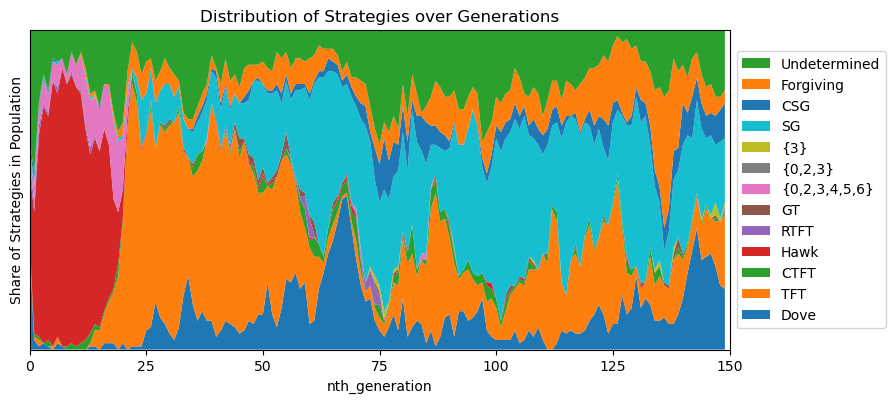 Distribution of Strategies over Generations
Share of Strategies in Population
0 25 50 75 100 125 150
nth_generation
Undetermined
Forgiving
CSG
SG
{3}
{0,2,3}
{0,2,3,4,5,6}
GT
RTFT
Hawk
CTFT
TFT
Dove